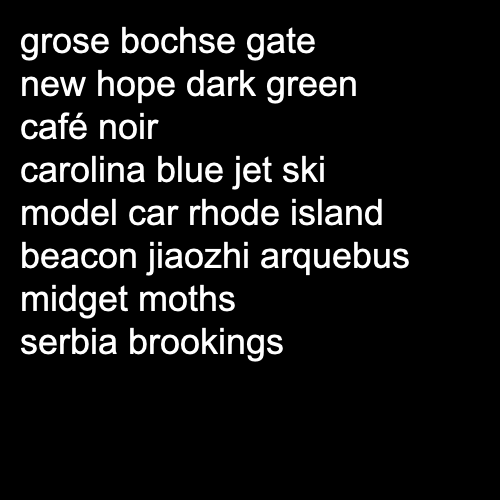 grose bochse gate
new hope dark green
café noir
carolina blue jet ski
model car rhode island
beacon jiaozhi arquebus
midget moths
serbia brookings